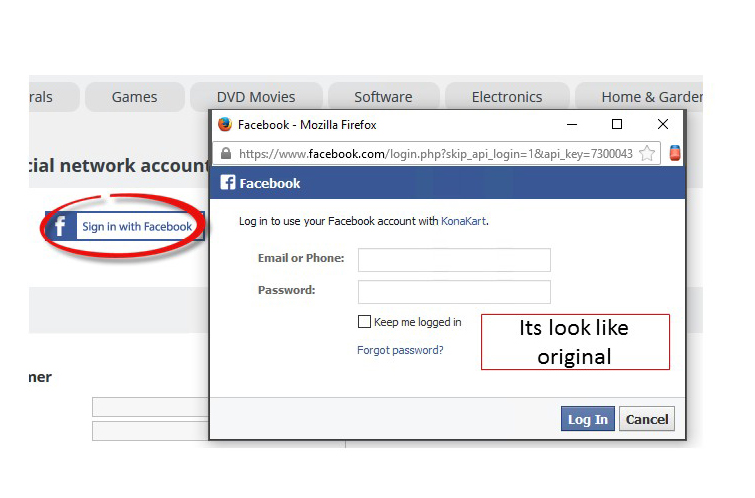 rals Games DVD Movies Software Electronics Home & Garden
Facebook - Mozilla Firefox
https://www.facebook.com/login.php?skip_api_login=1&api_key=7300043
cial network account
Facebook
f Sign in with Facebook
Log in to use your Facebook account with KonaKart.
Email or Phone:
Password:
Keep me logged in
Its look like
original
Forgot password?
mer
Log In Cancel